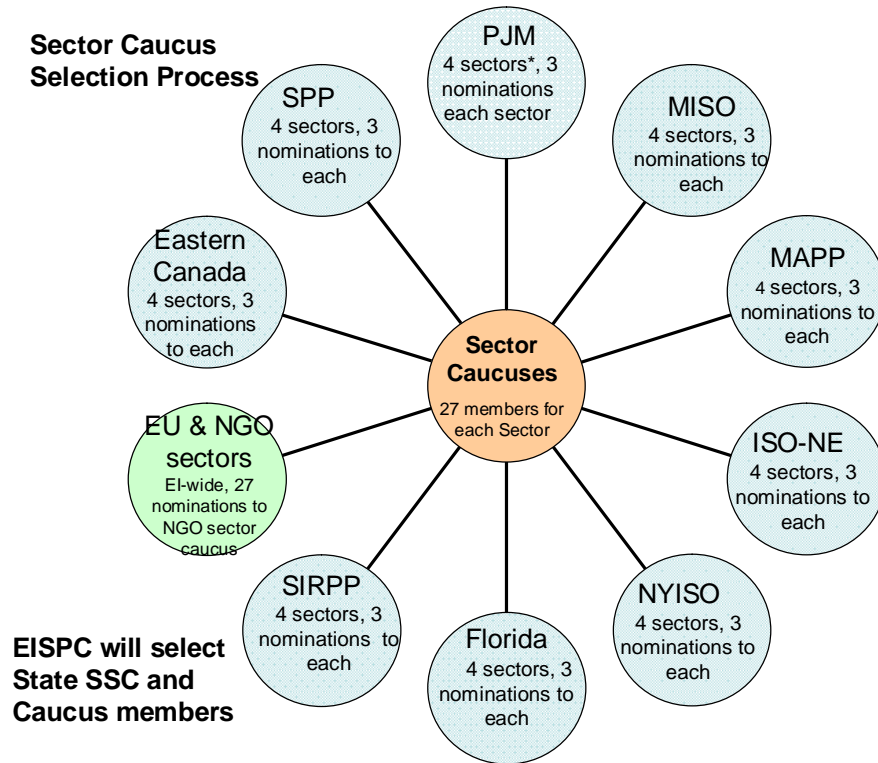 Sector Caucus
Selection Process
PJM
4 sectors*, 3
nominations
each sector
SPP
4 sectors, 3
nominations to
each
MISO
4 sectors, 3
nominations to
each
Eastern
Canada
4 sectors, 3
nominations
to each
MAPP
4 sectors, 3
nominations to
each
Sector
Caucuses
27 members for
each Sector
EU & NGO
sectors
EI-wide, 27
nominations to
NGO sector
caucus
ISO-NE
4 sectors, 3
nominations to
each
SIRPP
4 sectors, 3
nominations to
each
NYISO
4 sectors, 3
nominations to
each
Florida
4 sectors, 3
nominations to
each
EISPC will select
State SSC and
Caucus members